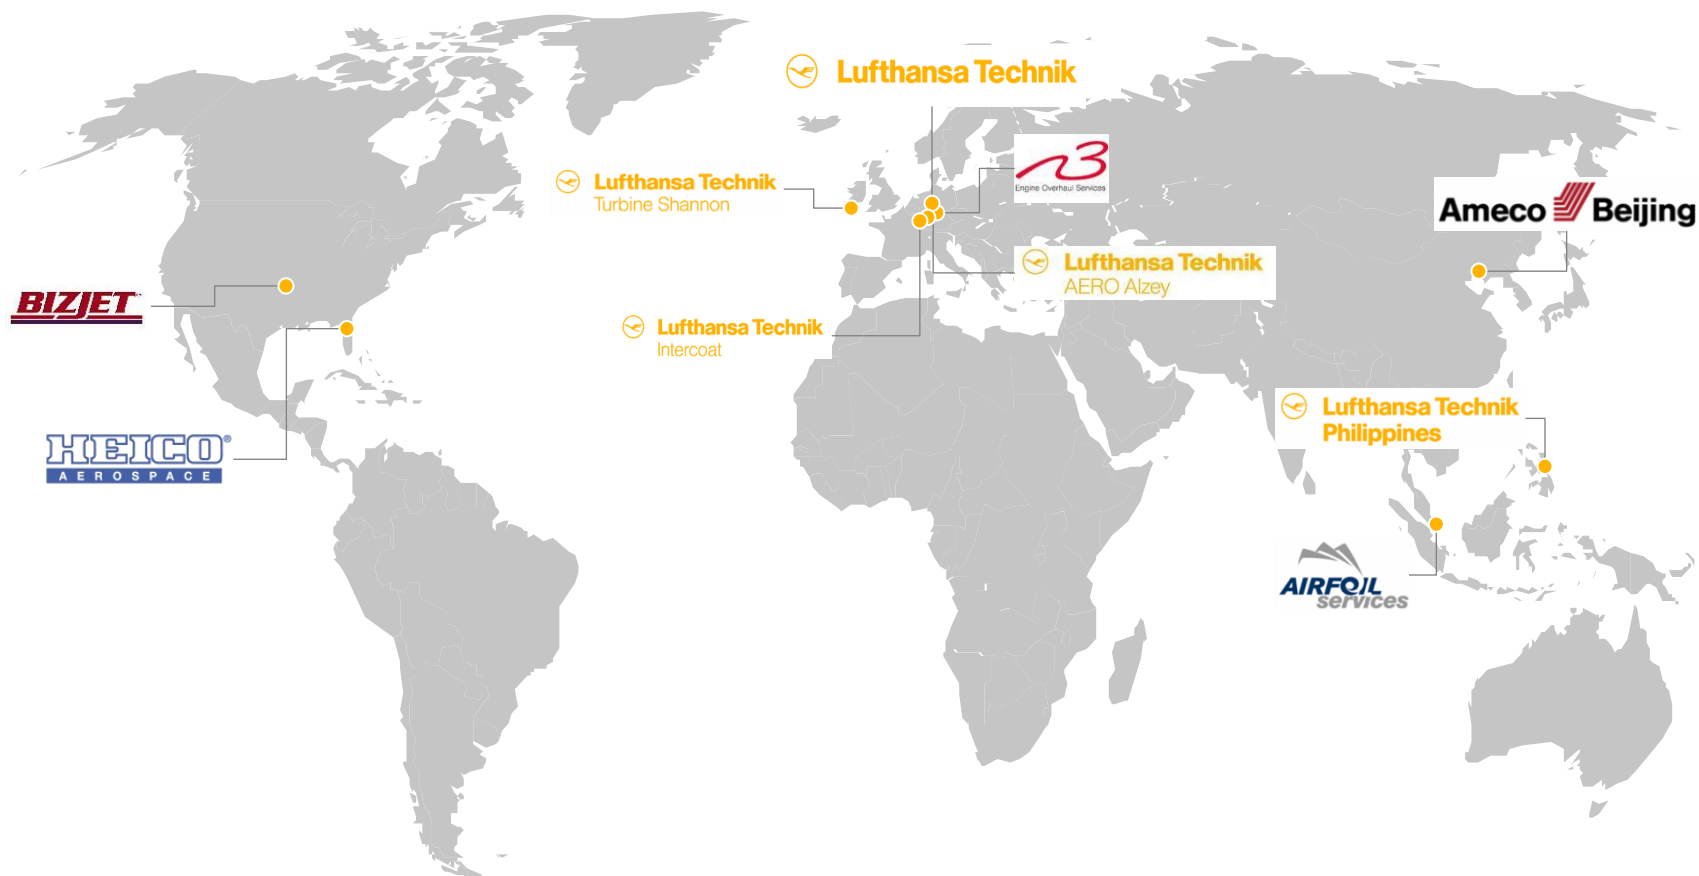 Lufthansa Technik
n3
Engine Overhaul Services
Lufthansa Technik
Turbine Shannon
Ameco Beijing
Lufthansa Technik
AERO Alzey
BIZJET
Lufthansa Technik
Intercoat
Lufthansa Technik
Philippines
HEICO®
AEROSPACE
AIRFOIL
services